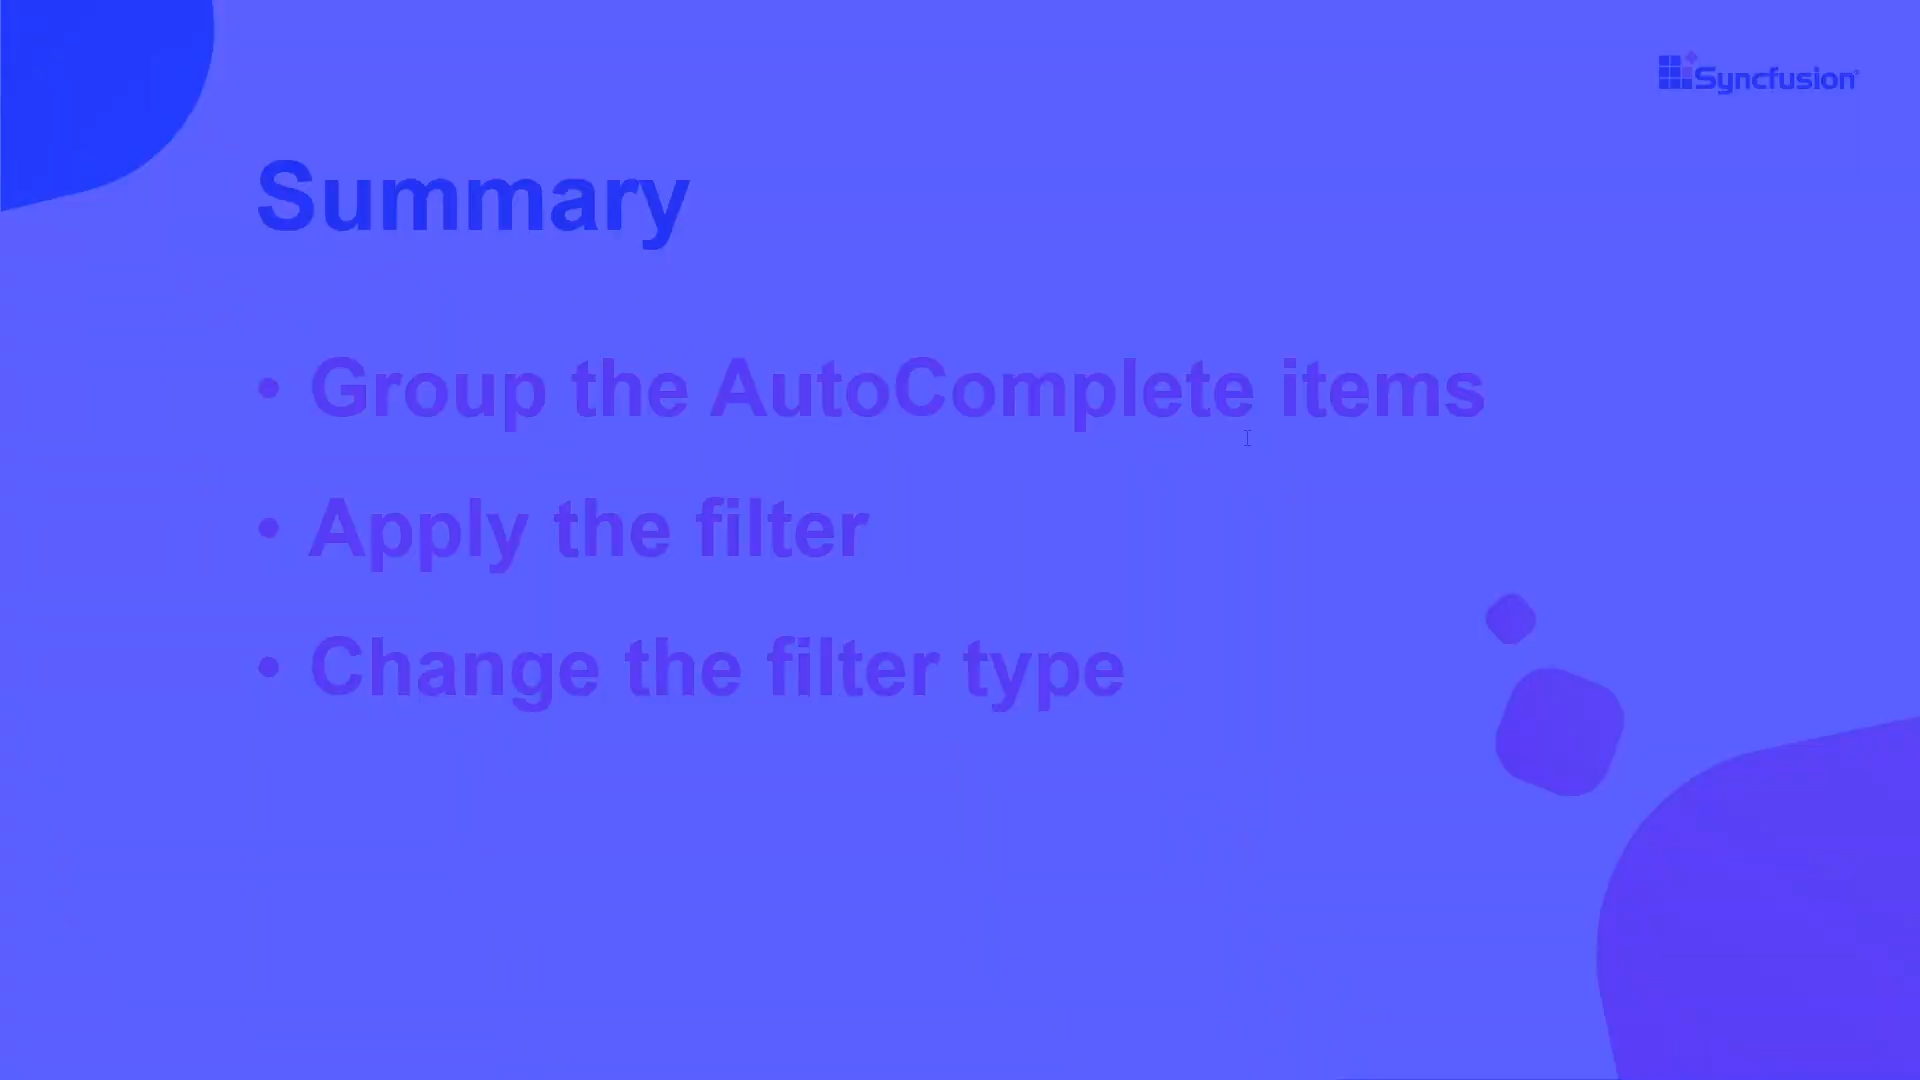 Syncfusion
Summary
• Group the AutoComplete items
• Apply the filter
• Change the filter type